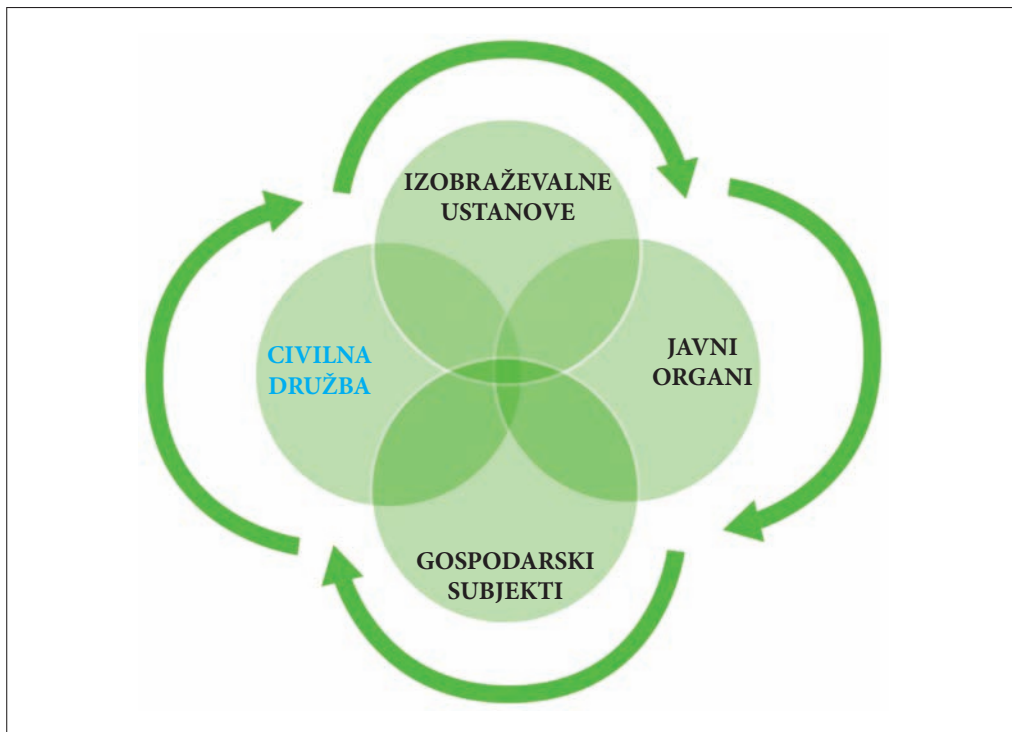 IZOBRAŽEVALNE
USTANOVE
CIVILNA
DRUŽBA
JAVNI
ORGANI
GOSPODARSKI
SUBJEKTI